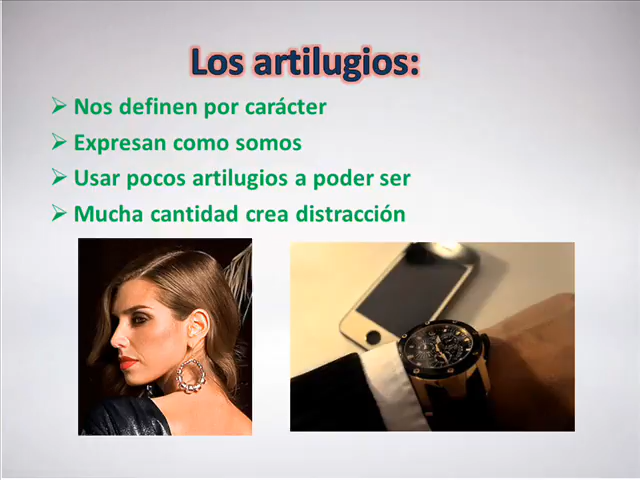 Los artilugios:
Nos definen por carácter
Expresan como somos
Usar pocos artilugios a poder ser
Mucha cantidad crea distracción